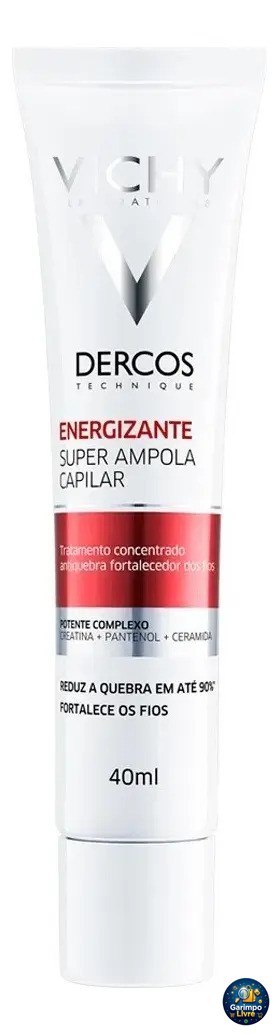 VICHY
LABORATOIRES
DERCOS
TECHNIQUE
ENERGIZANTE
SUPER AMPOLA
CAPILAR
Tratamento concentrado
antiquebra fortalecedor dos fios
POTENTE COMPLEXO
CREATINA + PANTENOL + CERAMIDA
REDUZ A QUEBRA EM ATÉ 90%*
FORTALECE OS FIOS
40ml
Garimpo
Livre